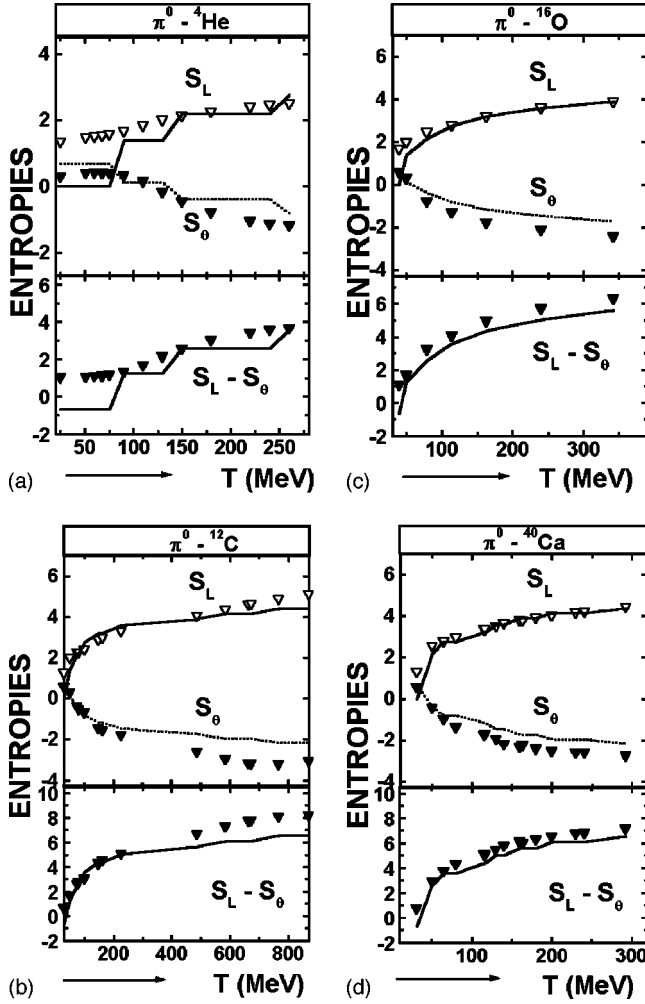 π⁰ - ⁴He
4
S_L
2
0
S_θ
-2
ENTROPIES
6
4
2
0
-2
S_L - S_θ
50 100 150 200 250
(a)
T (MeV)
π⁰ - ¹⁶O
6
S_L
4
2
0
S_θ
-2
-4
ENTROPIES
6
4
2
0
-2
S_L - S_θ
100 200 300
(c)
T (MeV)
π⁰ - ¹²C
6
S_L
4
2
0
S_θ
-2
-4
ENTROPIES
10
8
6
4
2
0
-2
S_L - S_θ
200 400 600 800
(b)
T (MeV)
π⁰ - ⁴⁰Ca
6
S_L
4
2
0
S_θ
-2
-4
ENTROPIES
10
8
6
4
2
0
-2
S_L - S_θ
50 100 150 200 250 300
(d)
T (MeV)